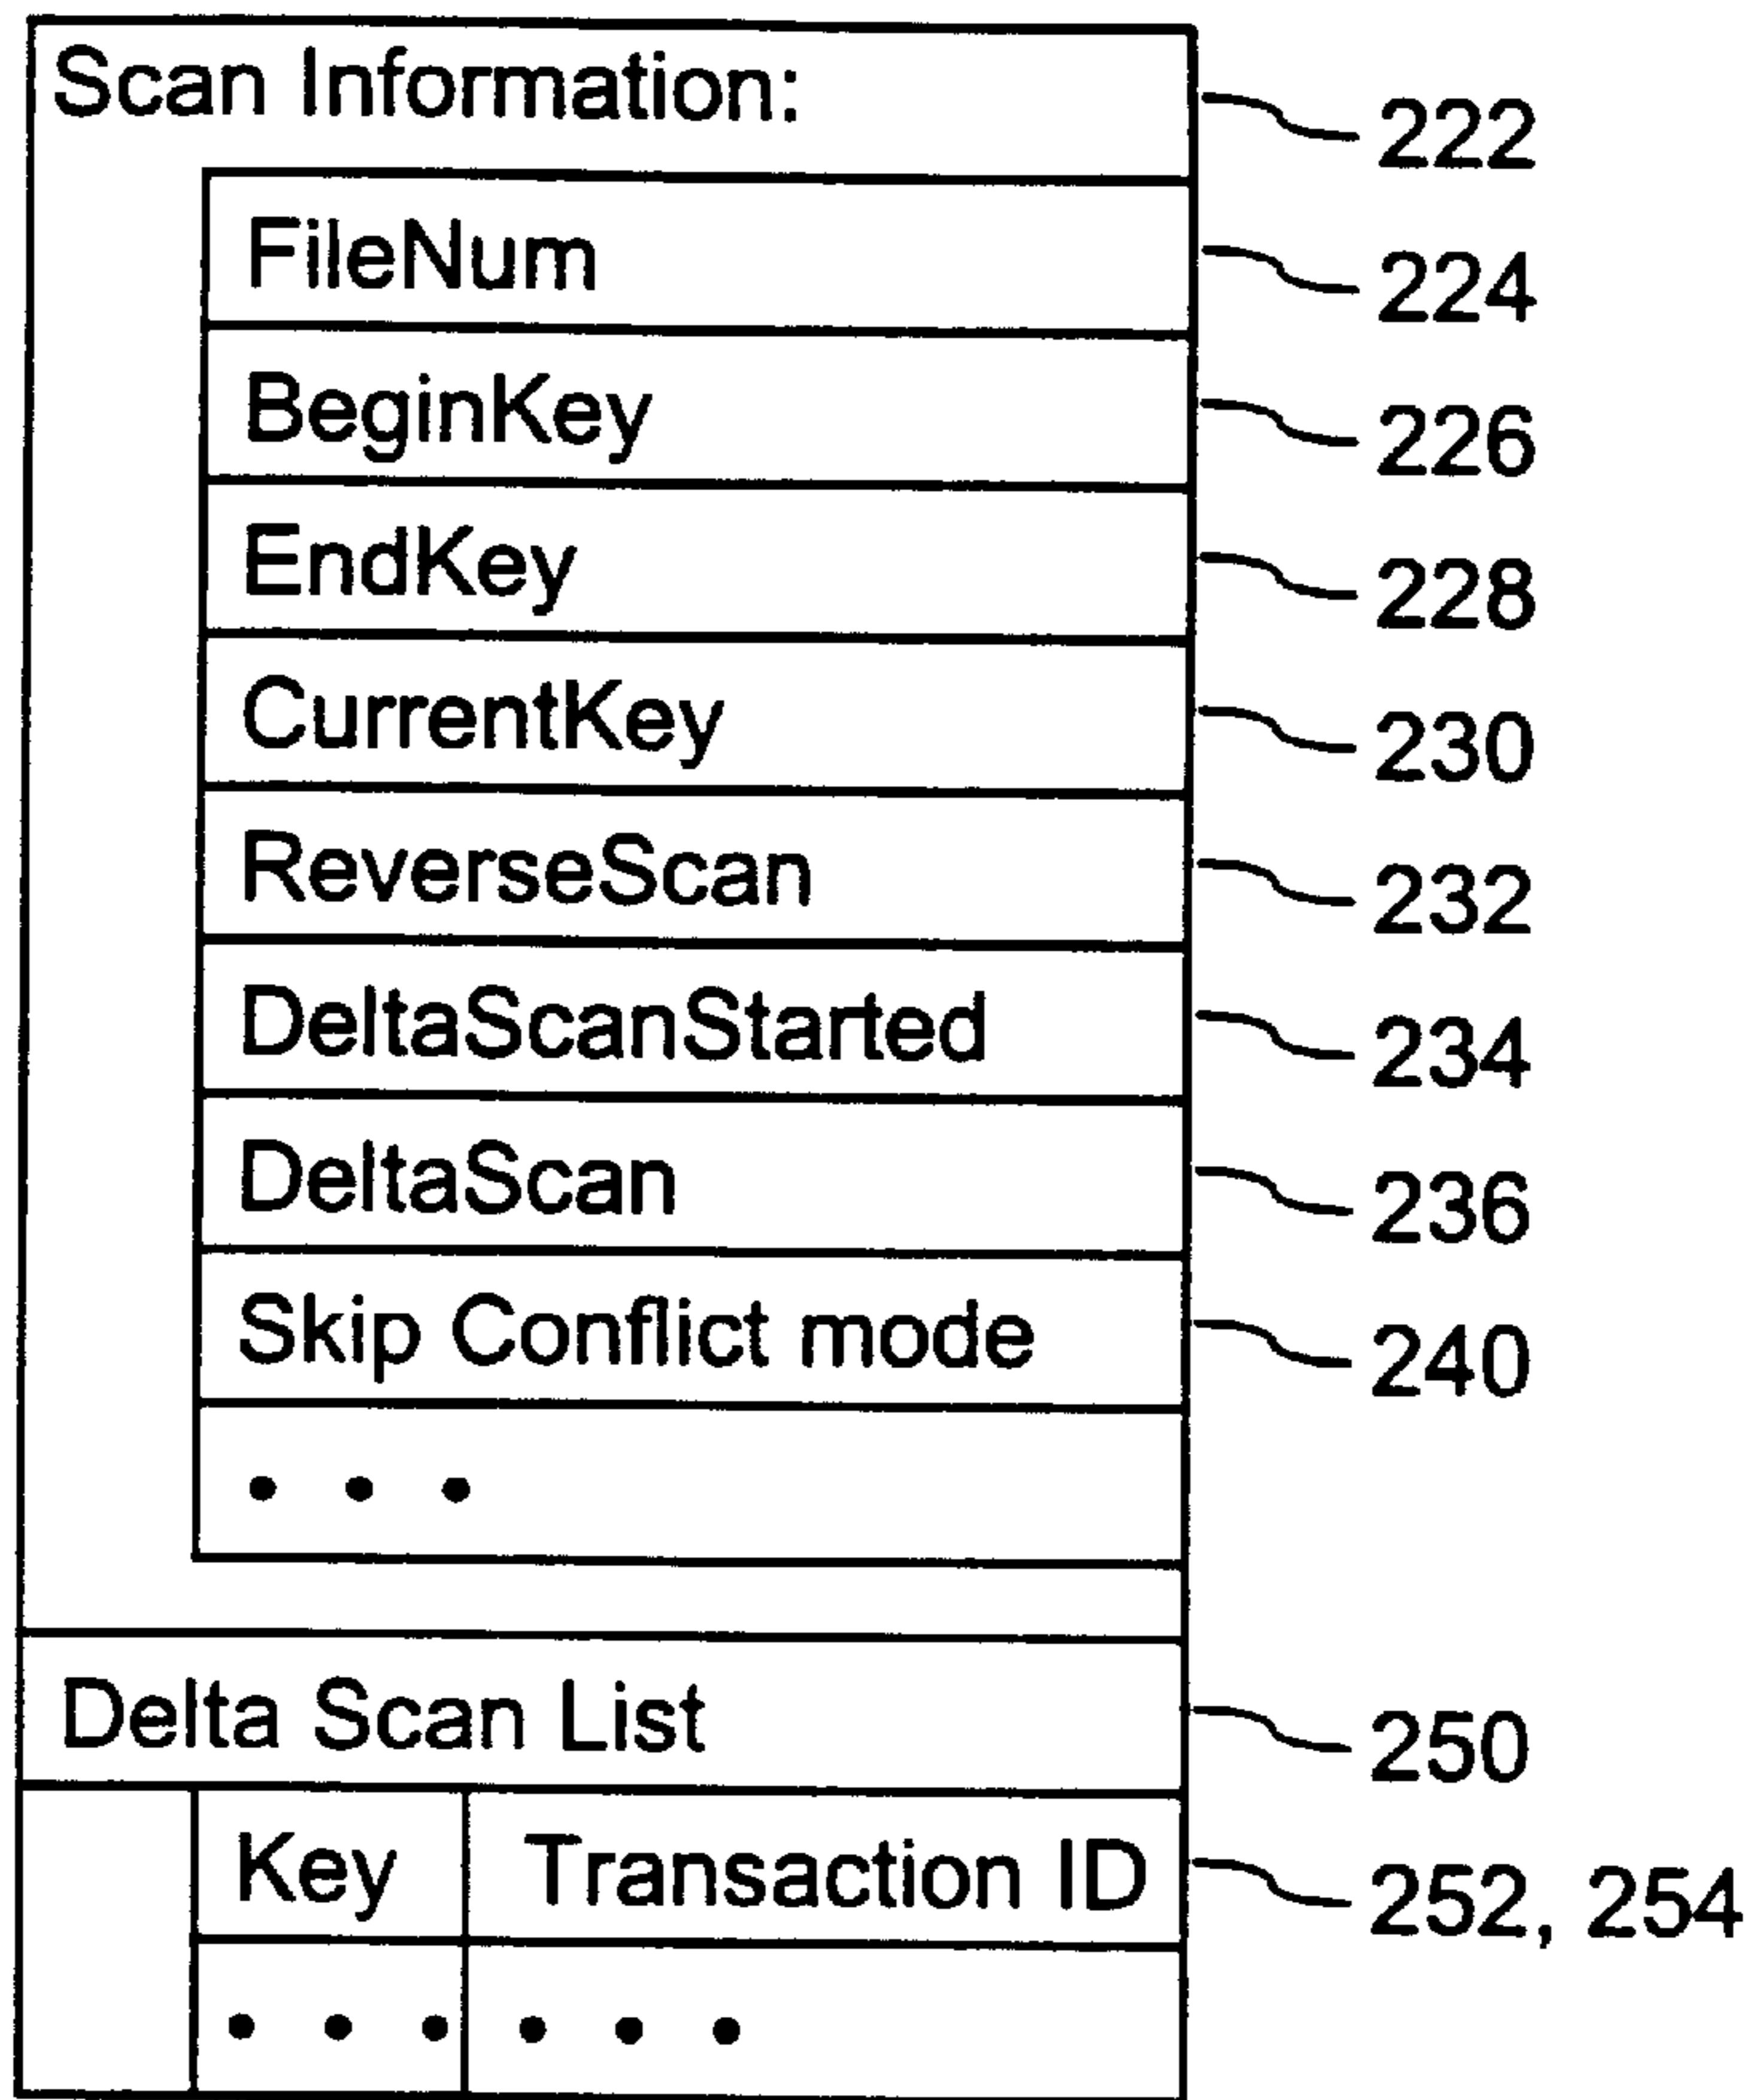 Scan Information: 222
FileNum 224
BeginKey 226
EndKey 228
CurrentKey 230
ReverseScan 232
DeltaScanStarted 234
DeltaScan 236
Skip Conflict mode 240
• • •
Delta Scan List 250
Key Transaction ID 252, 254
• • • • • •